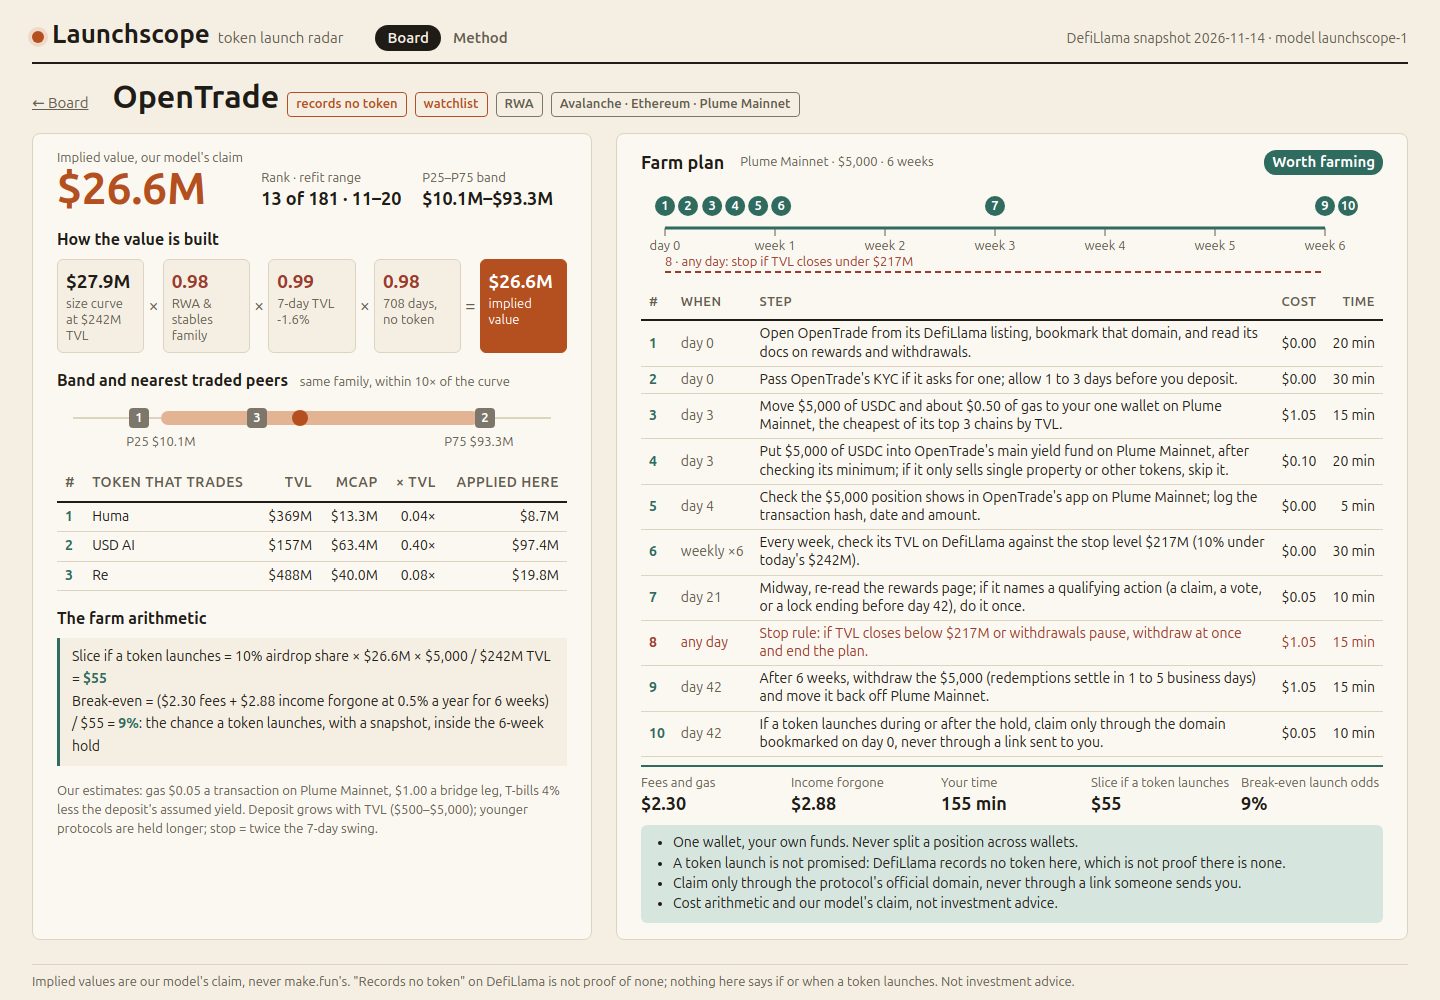 Launchscope token launch radar Board Method DefiLlama snapshot 2026-11-14 · model launchscope-1
← Board OpenTrade records no token watchlist RWA Avalanche · Ethereum · Plume Mainnet
Implied value, our model's claim
$26.6M
Rank · refit range
13 of 181 · 11–20
P25–P75 band
$10.1M–$93.3M
How the value is built
$27.9M
size curve
at $242M
TVL
×
0.98
RWA &
stables
family
×
0.99
7-day TVL
-1.6%
×
0.98
708 days,
no token
=
$26.6M
implied
value
Band and nearest traded peers same family, within 10× of the curve
1 3 2
P25 $10.1M P75 $93.3M
# TOKEN THAT TRADES TVL MCAP × TVL APPLIED HERE
1 Huma $369M $13.3M 0.04× $8.7M
2 USD AI $157M $63.4M 0.40× $97.4M
3 Re $488M $40.0M 0.08× $19.8M
The farm arithmetic
Slice if a token launches = 10% airdrop share × $26.6M × $5,000 / $242M TVL
= $55
Break-even = ($2.30 fees + $2.88 income forgone at 0.5% a year for 6 weeks)
/ $55 = 9%: the chance a token launches, with a snapshot, inside the 6-week
hold
Our estimates: gas $0.05 a transaction on Plume Mainnet, $1.00 a bridge leg, T-bills 4%
less the deposit's assumed yield. Deposit grows with TVL ($500–$5,000); younger
protocols are held longer; stop = twice the 7-day swing.
Farm plan Plume Mainnet · $5,000 · 6 weeks Worth farming
1 2 3 4 5 6 7 9 10
day 0 week 1 week 2 week 3 week 4 week 5 week 6
8 · any day: stop if TVL closes under $217M
# WHEN STEP COST TIME
1 day 0 Open OpenTrade from its DefiLlama listing, bookmark that domain, and read its $0.00 20 min
docs on rewards and withdrawals.
2 day 0 Pass OpenTrade's KYC if it asks for one; allow 1 to 3 days before you deposit. $0.00 30 min
3 day 3 Move $5,000 of USDC and about $0.50 of gas to your one wallet on Plume $1.05 15 min
Mainnet, the cheapest of its top 3 chains by TVL.
4 day 3 Put $5,000 of USDC into OpenTrade's main yield fund on Plume Mainnet, after $0.10 20 min
checking its minimum; if it only sells single property or other tokens, skip it.
5 day 4 Check the $5,000 position shows in OpenTrade's app on Plume Mainnet; log the $0.00 5 min
transaction hash, date and amount.
6 weekly ×6 Every week, check its TVL on DefiLlama against the stop level $217M (10% under $0.00 30 min
today's $242M).
7 day 21 Midway, re-read the rewards page; if it names a qualifying action (a claim, a vote, $0.05 10 min
or a lock ending before day 42), do it once.
8 any day Stop rule: if TVL closes below $217M or withdrawals pause, withdraw at once $1.05 15 min
and end the plan.
9 day 42 After 6 weeks, withdraw the $5,000 (redemptions settle in 1 to 5 business days) $1.05 15 min
and move it back off Plume Mainnet.
10 day 42 If a token launches during or after the hold, claim only through the domain $0.05 10 min
bookmarked on day 0, never through a link sent to you.
Fees and gas Income forgone Your time Slice if a token launches Break-even launch odds
$2.30 $2.88 155 min $55 9%
• One wallet, your own funds. Never split a position across wallets.
• A token launch is not promised: DefiLlama records no token here, which is not proof there is none.
• Claim only through the protocol's official domain, never through a link someone sends you.
• Cost arithmetic and our model's claim, not investment advice.
Implied values are our model's claim, never make.fun's. "Records no token" on DefiLlama is not proof of none; nothing here says if or when a token launches. Not investment advice.